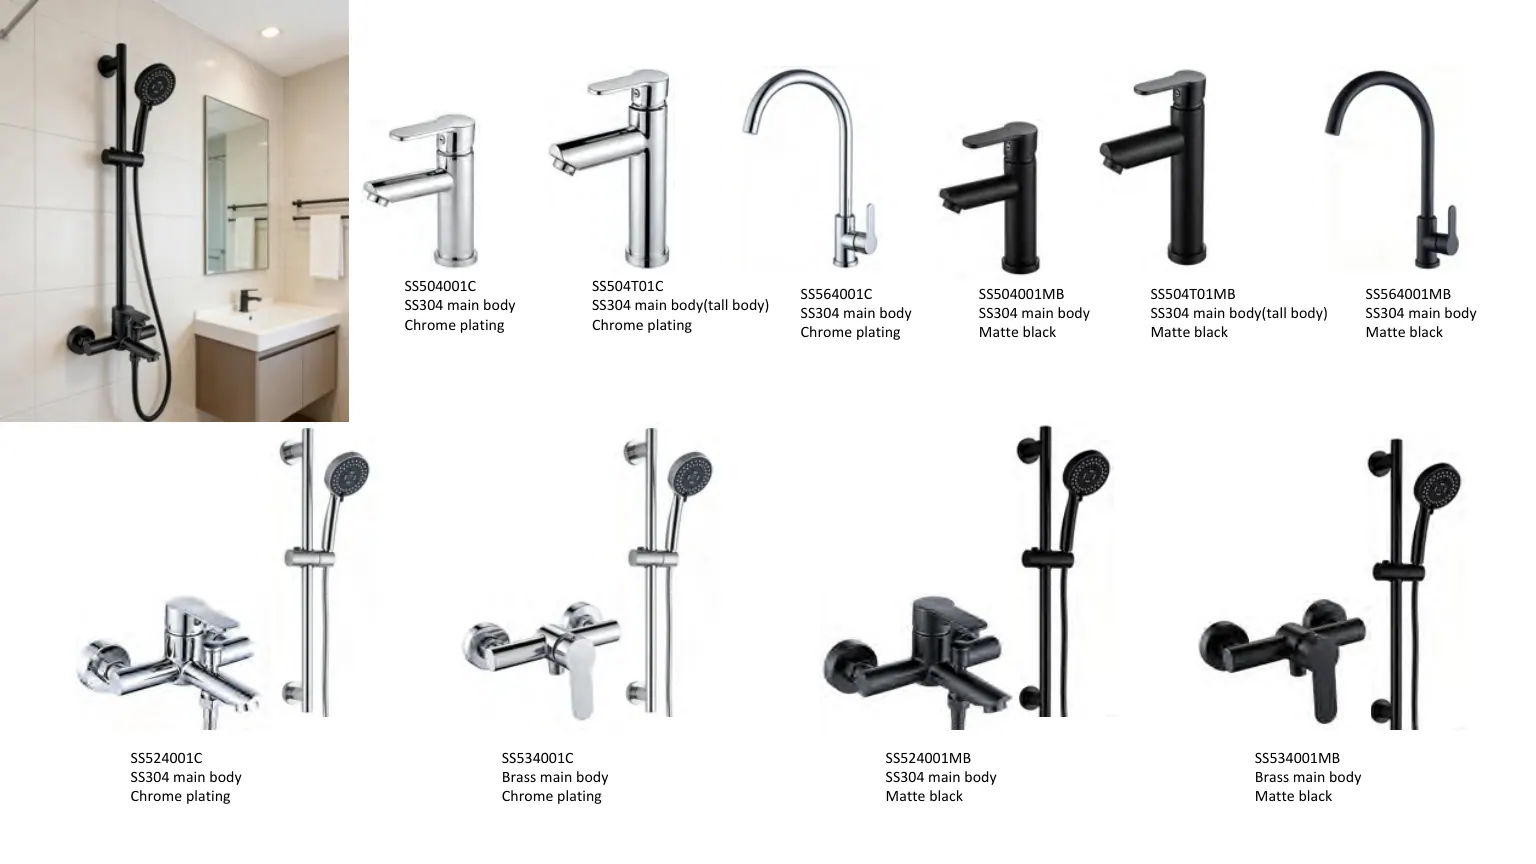 SS504001C
SS304 main body
Chrome plating
SS504T01C
SS304 main body(tall body)
Chrome plating
SS564001C
SS304 main body
Chrome plating
SS504001MB
SS304 main body
Matte black
SS504T01MB
SS304 main body(tall body)
Matte black
SS564001MB
SS304 main body
Matte black
SS524001C
SS304 main body
Chrome plating
SS534001C
Brass main body
Chrome plating
SS524001MB
SS304 main body
Matte black
SS534001MB
Brass main body
Matte black